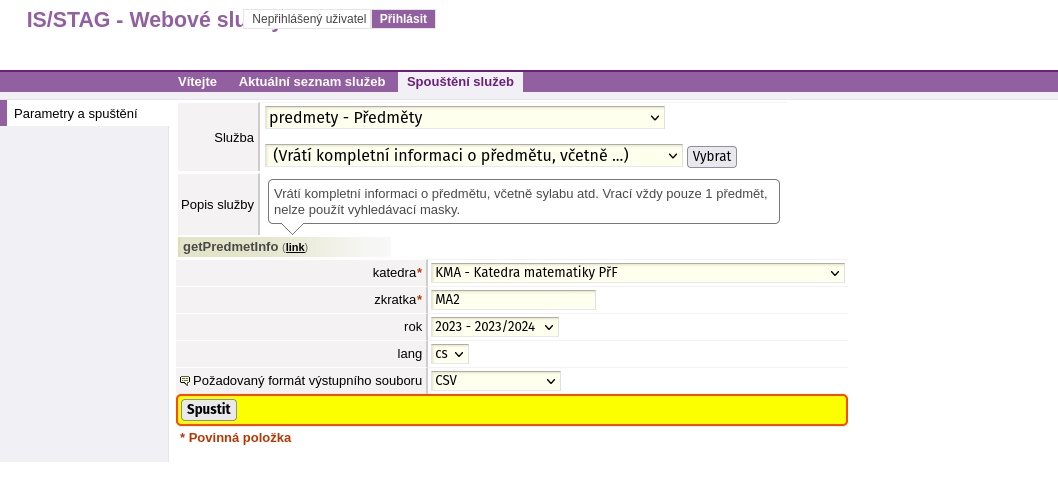 IS/STAG - Webové slu
Nepřihlášený uživatel Přihlásit
Vítejte Aktuální seznam služeb Spouštění služeb
Parametry a spuštění
Služba predmety - Předměty
(Vrátí kompletní informaci o předmětu, včetně ...) Vybrat
Popis služby
Vrátí kompletní informaci o předmětu, včetně sylabu atd. Vrací vždy pouze 1 předmět,
nelze použít vyhledávací masky.
getPredmetInfo (link)
katedra* KMA - Katedra matematiky PřF
zkratka* MA2
rok 2023 - 2023/2024
lang cs
Požadovaný formát výstupního souboru CSV
Spustit
* Povinná položka